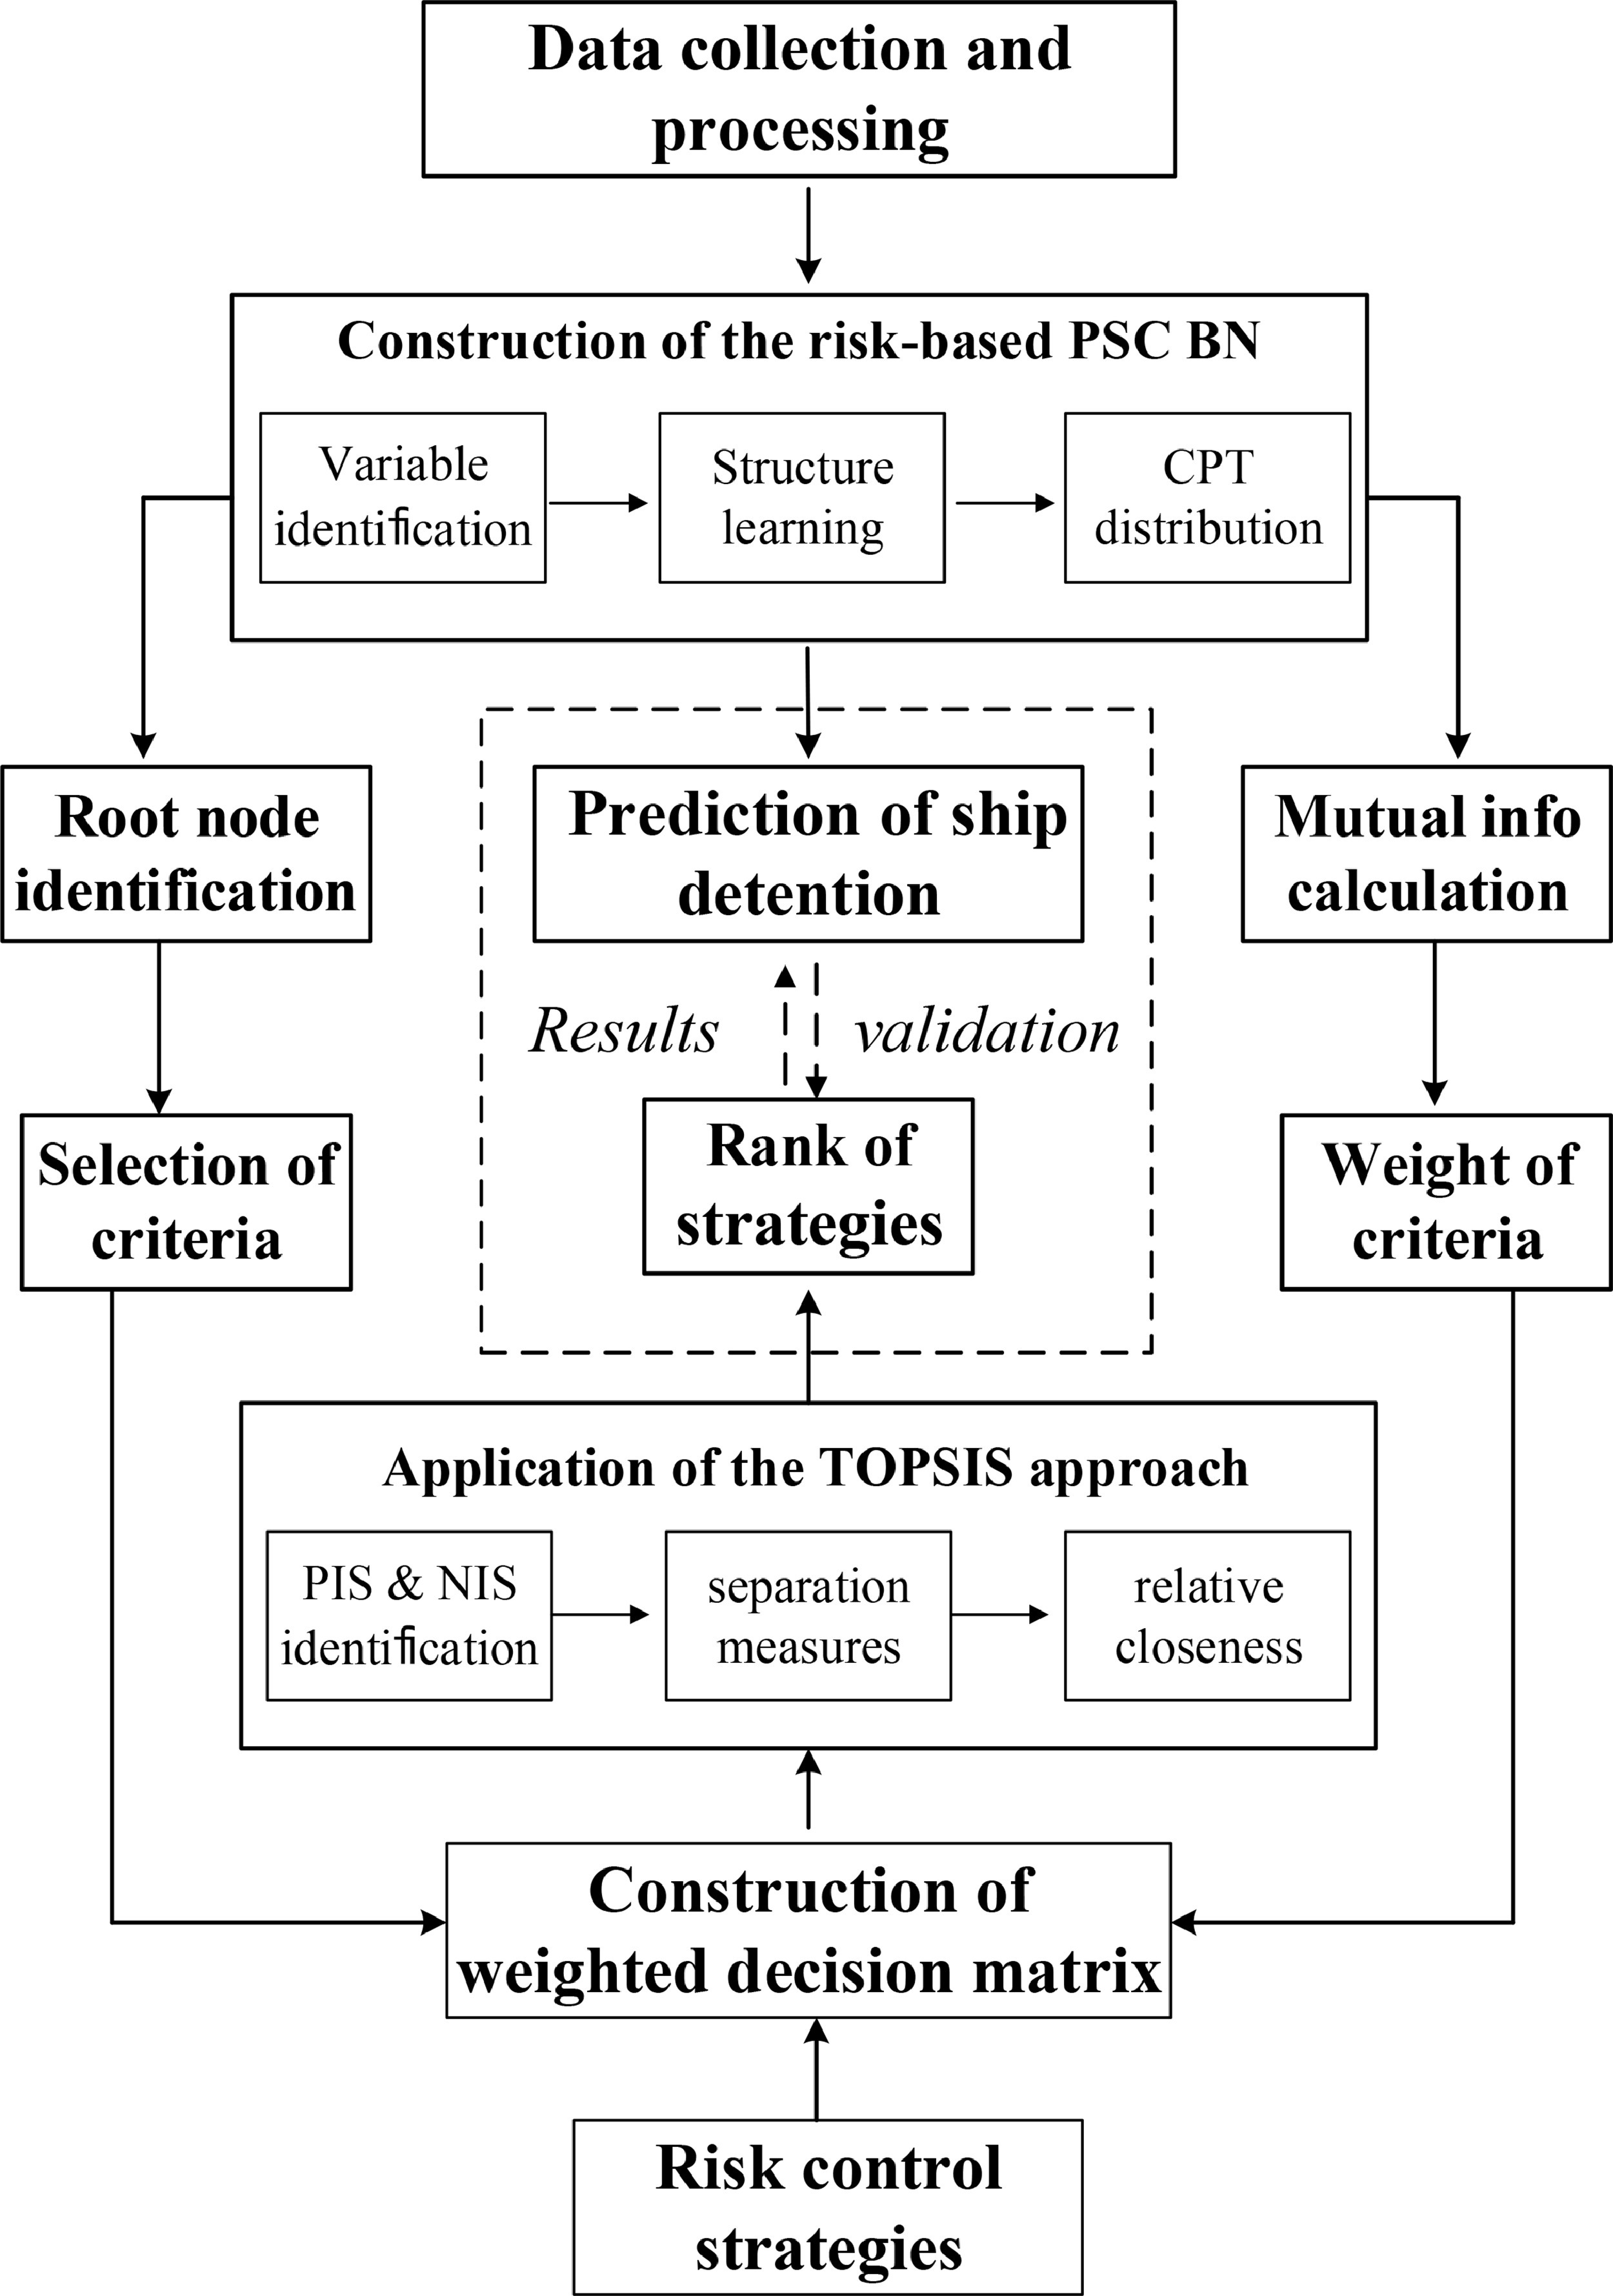 Data collection and
processing
Construction of the risk-based PSC BN
Variable
identification
Structure
learning
CPT
distribution
Root node
identification
Prediction of ship
detention
Mutual info
calculation
Results
validation
Selection of
criteria
Rank of
strategies
Weight of
criteria
Application of the TOPSIS approach
PIS & NIS
identification
separation
measures
relative
closeness
Construction of
weighted decision matrix
Risk control
strategies